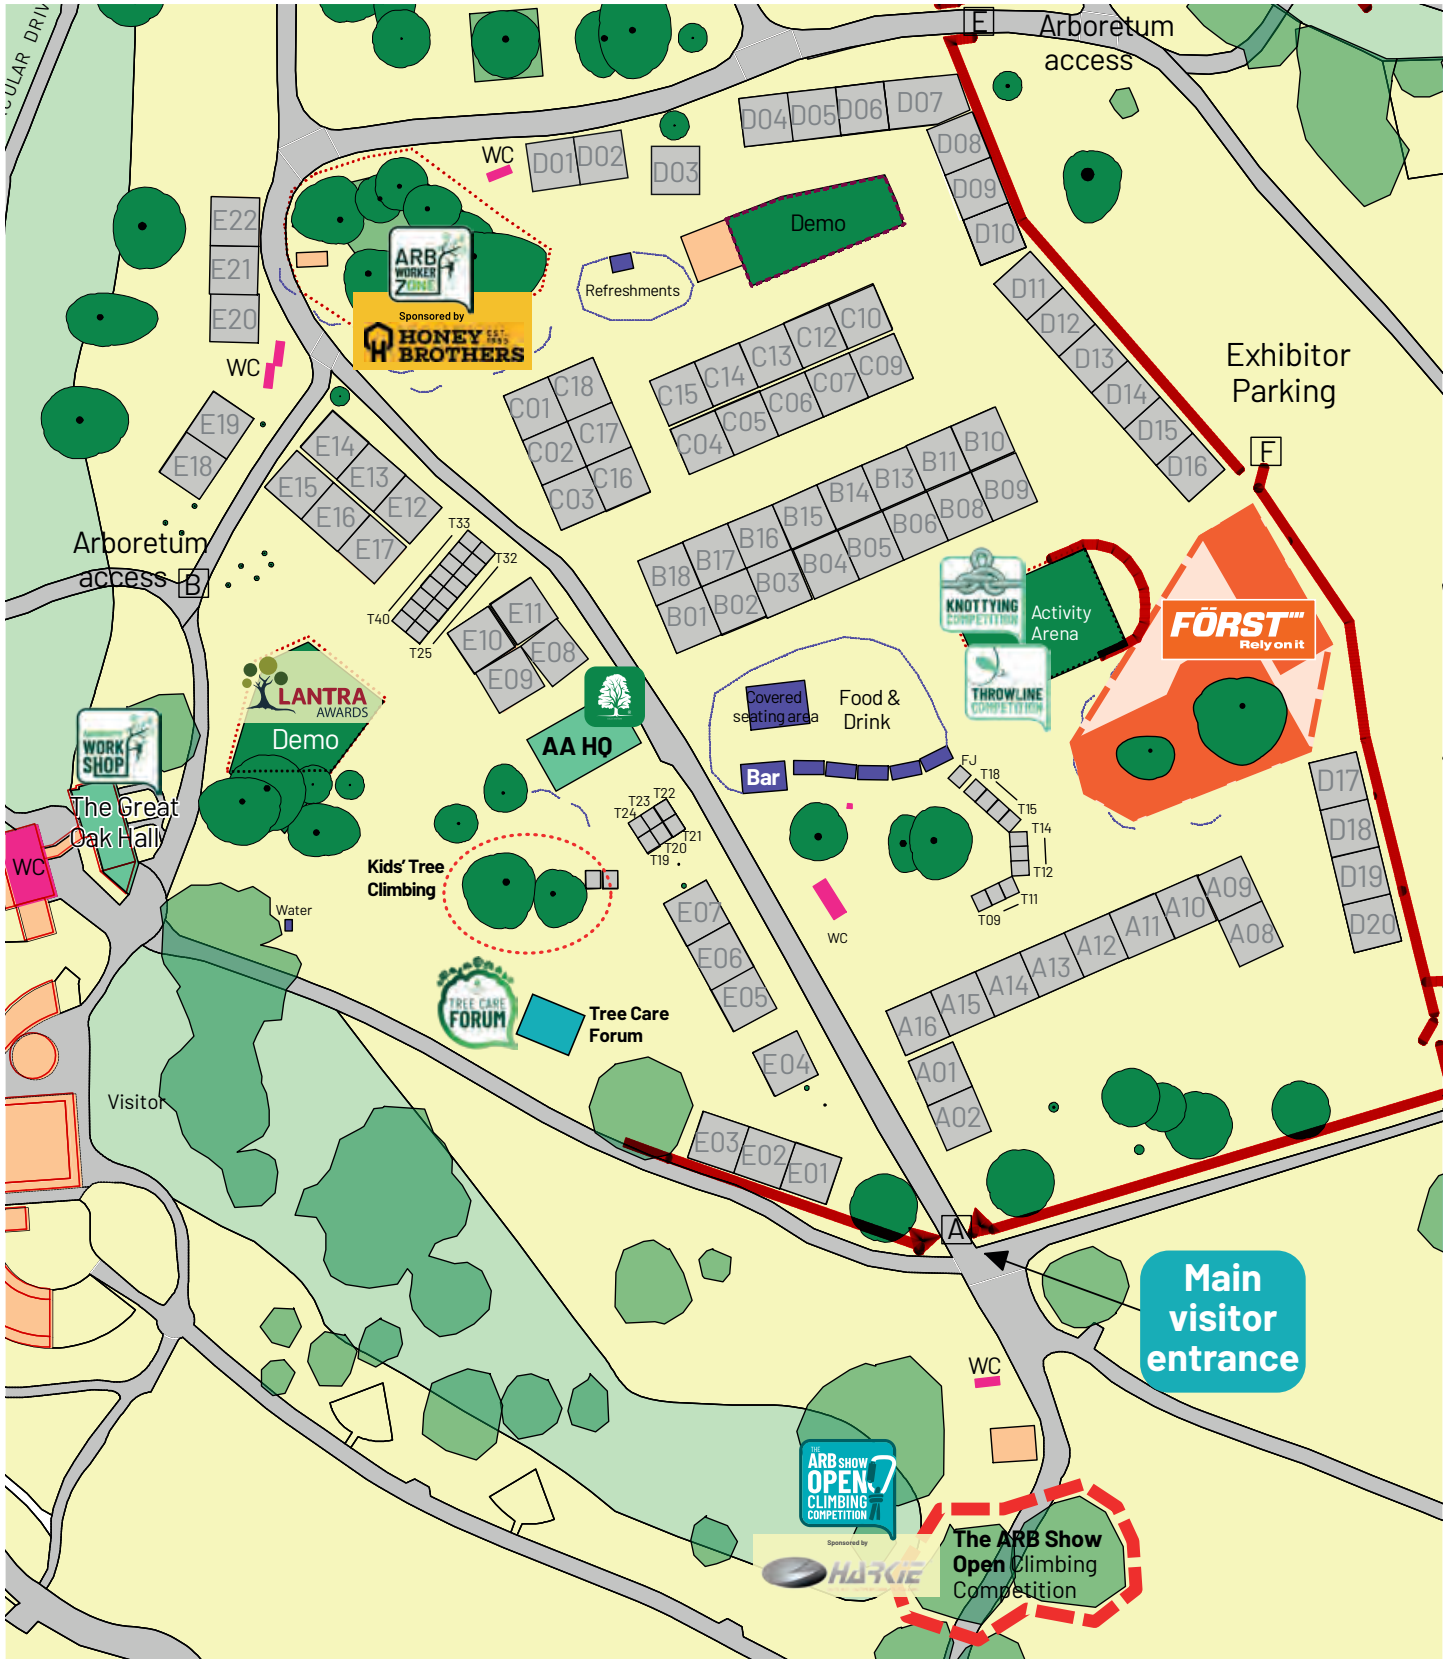 E
Arboretum
access
D04
D05
D06
D07
WC
D01
D02
D03
D08
D09
D10
Demo
E22
E21
E20
ARB
WORKER
ZONE
Sponsored by
HONEY EST. 1953
BROTHERS
Refreshments
D11
D12
D13
D14
D15
D16
Exhibitor
Parking
F
WC
C15
C14
C13
C12
C10
C04
C05
C06
C07
C09
C01
C18
C02
C17
C03
C16
E19
E18
E14
E13
E12
E15
E16
E17
B18
B17
B16
B15
B14
B13
B11
B10
B01
B02
B03
B04
B05
B06
B08
B09
Arboretum
access
B
T33
T32
T40
T25
E11
E10
E08
E09
KNOTTYING
COMPETITION
Activity
Arena
THROWLINE
COMPETITION
FÖRST
Rely on it
LANTRA
AWARDS
Demo
AA HQ
Covered
seating area
Food &
Drink
Bar
WORK
SHOP
The Great
Oak Hall
WC
FJ
T18
T15
T14
T12
T11
T09
T22
T23
T24
T21
T20
T19
D17
D18
D19
D20
Kids' Tree
Climbing
Water
WC
E07
E06
E05
E04
A09
A08
A10
A11
A12
A13
A14
A15
A16
A01
A02
TREE CARE
FORUM
Tree Care
Forum
Visitor
E03
E02
E01
A
Main
visitor
entrance
WC
THE
ARB SHOW
OPEN
CLIMBING
COMPETITION
Sponsored by
HARKIE
The ARB Show
Open Climbing
Competition